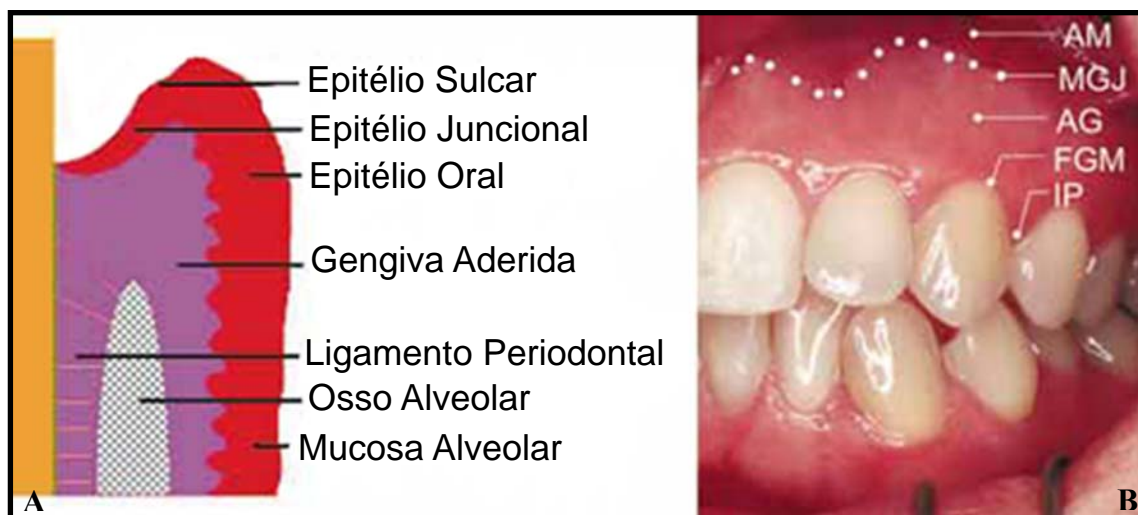 Epitélio Sulcar
Epitélio Juncional
Epitélio Oral
Gengiva Aderida
Ligamento Periodontal
Osso Alveolar
Mucosa Alveolar
A
AM
MGJ
AG
FGM
IP
B